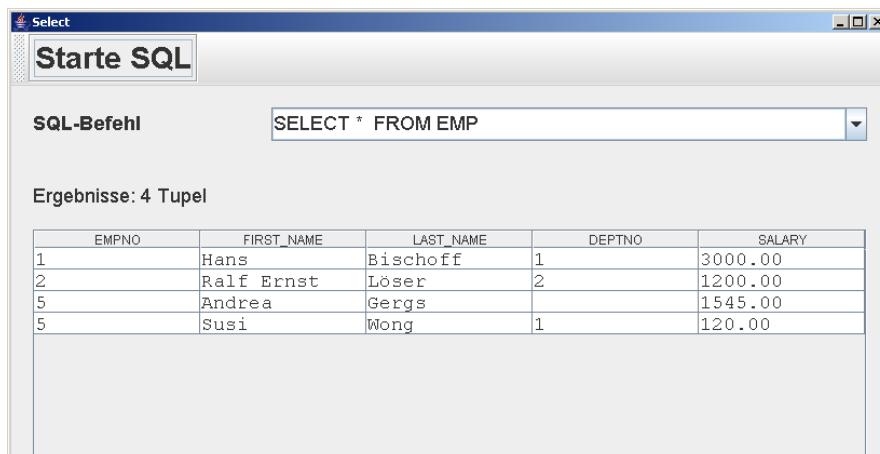 Select
Starte SQL
SQL-Befehl SELECT * FROM EMP
Ergebnisse: 4 Tupel
EMPNO FIRST_NAME LAST_NAME DEPTNO SALARY
1 Hans Bischoff 1 3000.00
2 Ralf Ernst Löser 2 1200.00
5 Andrea Gergs 1545.00
5 Susi Wong 1 120.00